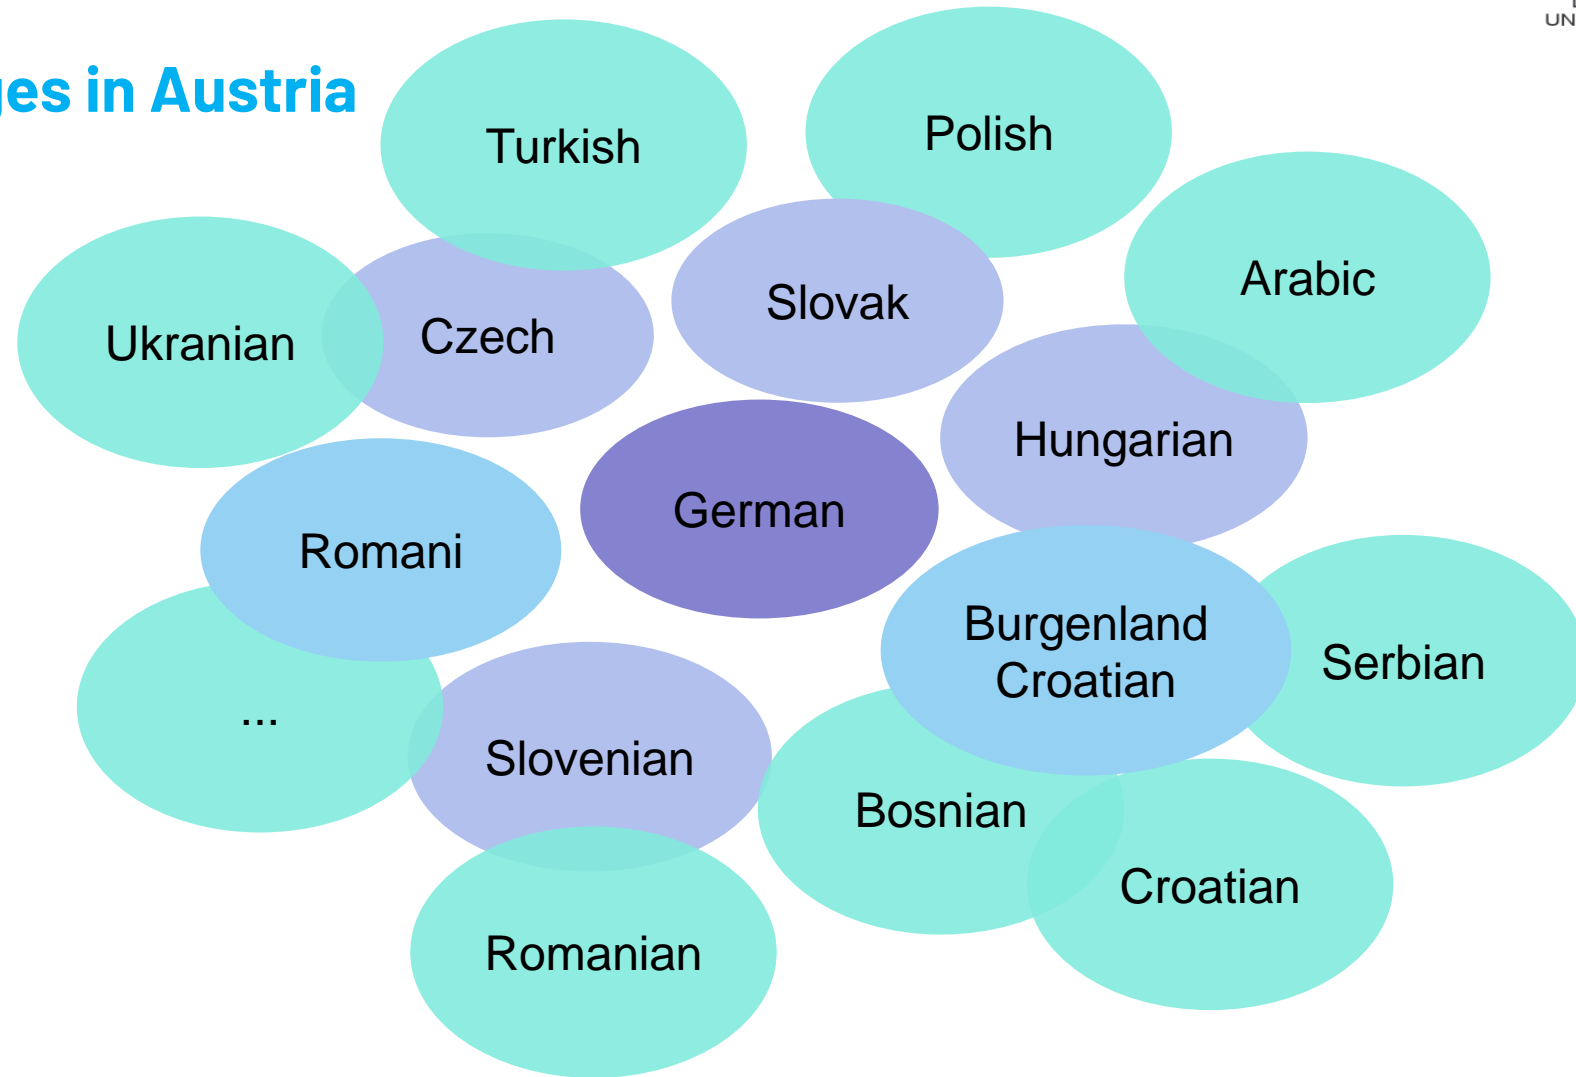 ges in Austria
UN
Turkish
Polish
Arabic
Slovak
Ukranian
Czech
Hungarian
German
Romani
Burgenland
Croatian
Serbian
...
Slovenian
Bosnian
Croatian
Romanian